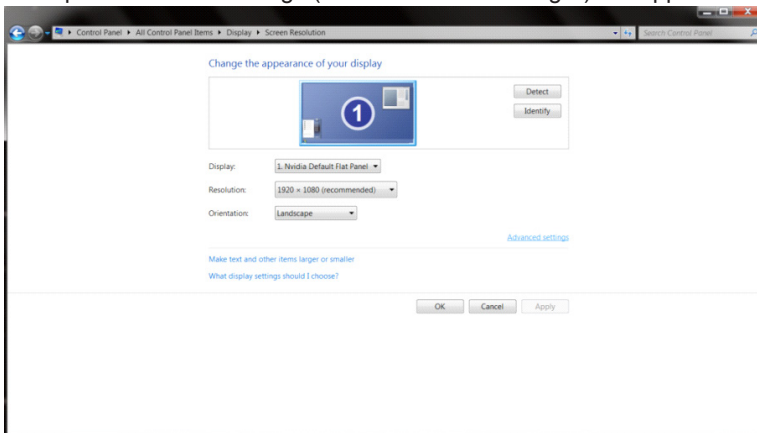 Control Panel ▸ All Control Panel Items ▸ Display ▸ Screen Resolution
Search Control Panel
Change the appearance of your display
1
Detect
Identify
Display: 1. Nvidia Default Flat Panel
Resolution: 1920 × 1080 (recommended)
Orientation: Landscape
Advanced settings
Make text and other items larger or smaller
What display settings should I choose?
OK Cancel Apply